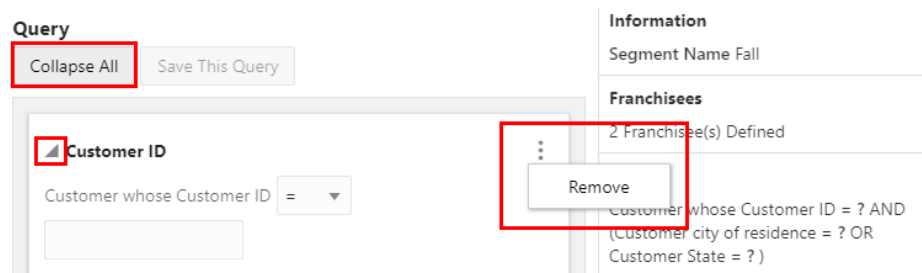 Query
Collapse All
Save This Query
Customer ID
Customer whose Customer ID =
Remove
Information
Segment Name Fall
Franchisees
2 Franchisee(s) Defined
Customer whose Customer ID = ? AND
(Customer city of residence = ? OR
Customer State = ? )